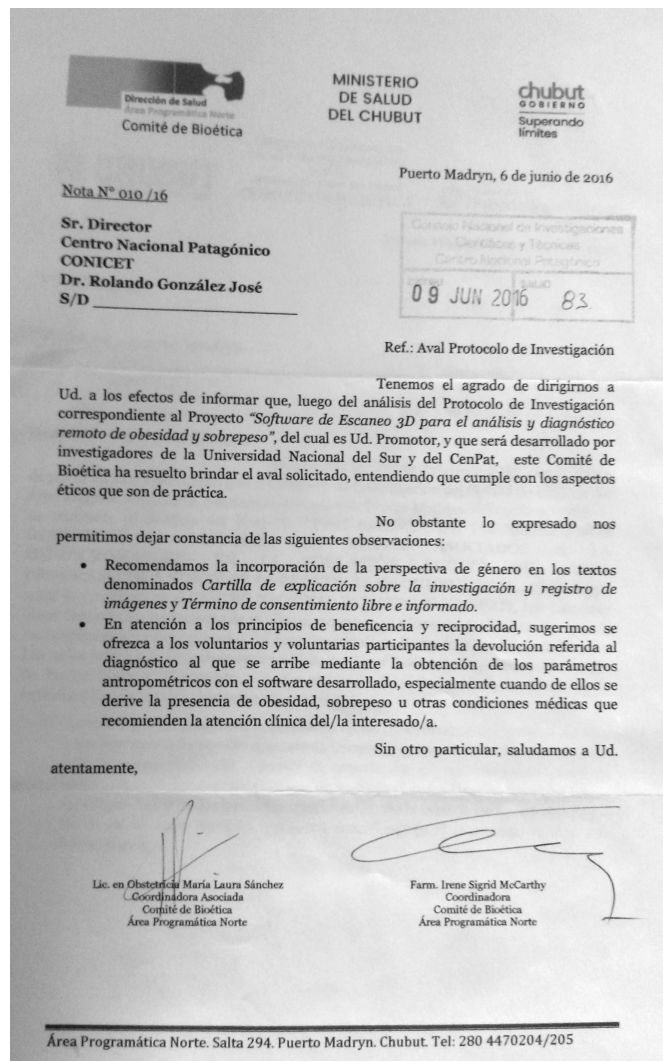 Dirección de Salud
Área Programática Norte
Comité de Bioética
MINISTERIO
DE SALUD
DEL CHUBUT
chubut
GOBIERNO
Superando
límites
Puerto Madryn, 6 de junio de 2016
Nota Nº 010 /16
Sr. Director
Centro Nacional Patagónico
CONICET
Dr. Rolando González José
S/D
Consejo Nacional de Investigaciones
Científicas y Técnicas
Centro Nacional Patagónico
09 JUN 2016 83
Ref.: Aval Protocolo de Investigación
Tenemos el agrado de dirigirnos a
Ud. a los efectos de informar que, luego del análisis del Protocolo de Investigación
correspondiente al Proyecto "Software de Escaneo 3D para el análisis y diagnóstico
remoto de obesidad y sobrepeso", del cual es Ud. Promotor, y que será desarrollado por
investigadores de la Universidad Nacional del Sur y del CenPat, este Comité de
Bioética ha resuelto brindar el aval solicitado, entendiendo que cumple con los aspectos
éticos que son de práctica.
No obstante lo expresado nos
permitimos dejar constancia de las siguientes observaciones:
• Recomendamos la incorporación de la perspectiva de género en los textos
denominados Cartilla de explicación sobre la investigación y registro de
imágenes y Término de consentimiento libre e informado.
• En atención a los principios de beneficencia y reciprocidad, sugerimos se
ofrezca a los voluntarios y voluntarias participantes la devolución referida al
diagnóstico al que se arribe mediante la obtención de los parámetros
antropométricos con el software desarrollado, especialmente cuando de ellos se
derive la presencia de obesidad, sobrepeso u otras condiciones médicas que
recomienden la atención clínica del/la interesado/a.
Sin otro particular, saludamos a Ud.
atentamente,
Lic. en Obstetricia María Laura Sánchez
Coordinadora Asociada
Comité de Bioética
Área Programática Norte
Farm. Irene Sigrid McCarthy
Coordinadora
Comité de Bioética
Área Programática Norte
Área Programática Norte. Salta 294. Puerto Madryn. Chubut. Tel: 280 4470204/205